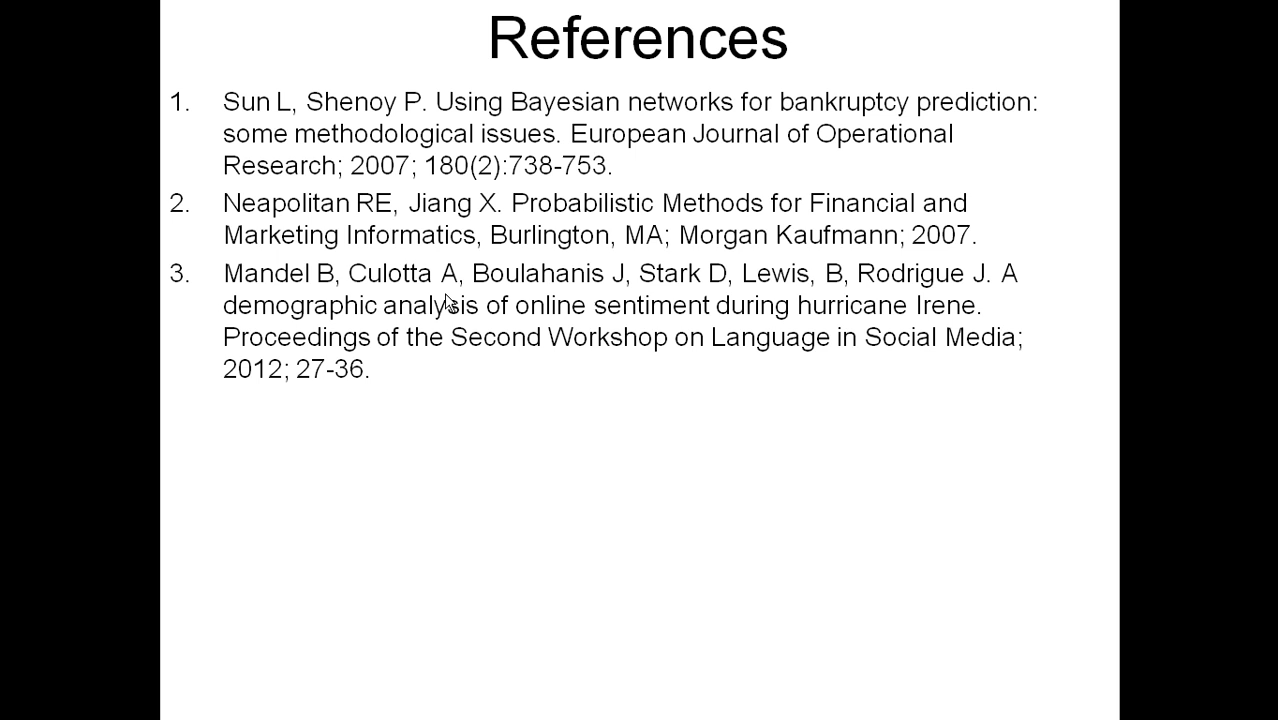 References
1. Sun L, Shenoy P. Using Bayesian networks for bankruptcy prediction:
some methodological issues. European Journal of Operational
Research; 2007; 180(2):738-753.
2. Neapolitan RE, Jiang X. Probabilistic Methods for Financial and
Marketing Informatics, Burlington, MA; Morgan Kaufmann; 2007.
3. Mandel B, Culotta A, Boulahanis J, Stark D, Lewis, B, Rodrigue J. A
demographic analysis of online sentiment during hurricane Irene.
Proceedings of the Second Workshop on Language in Social Media;
2012; 27-36.